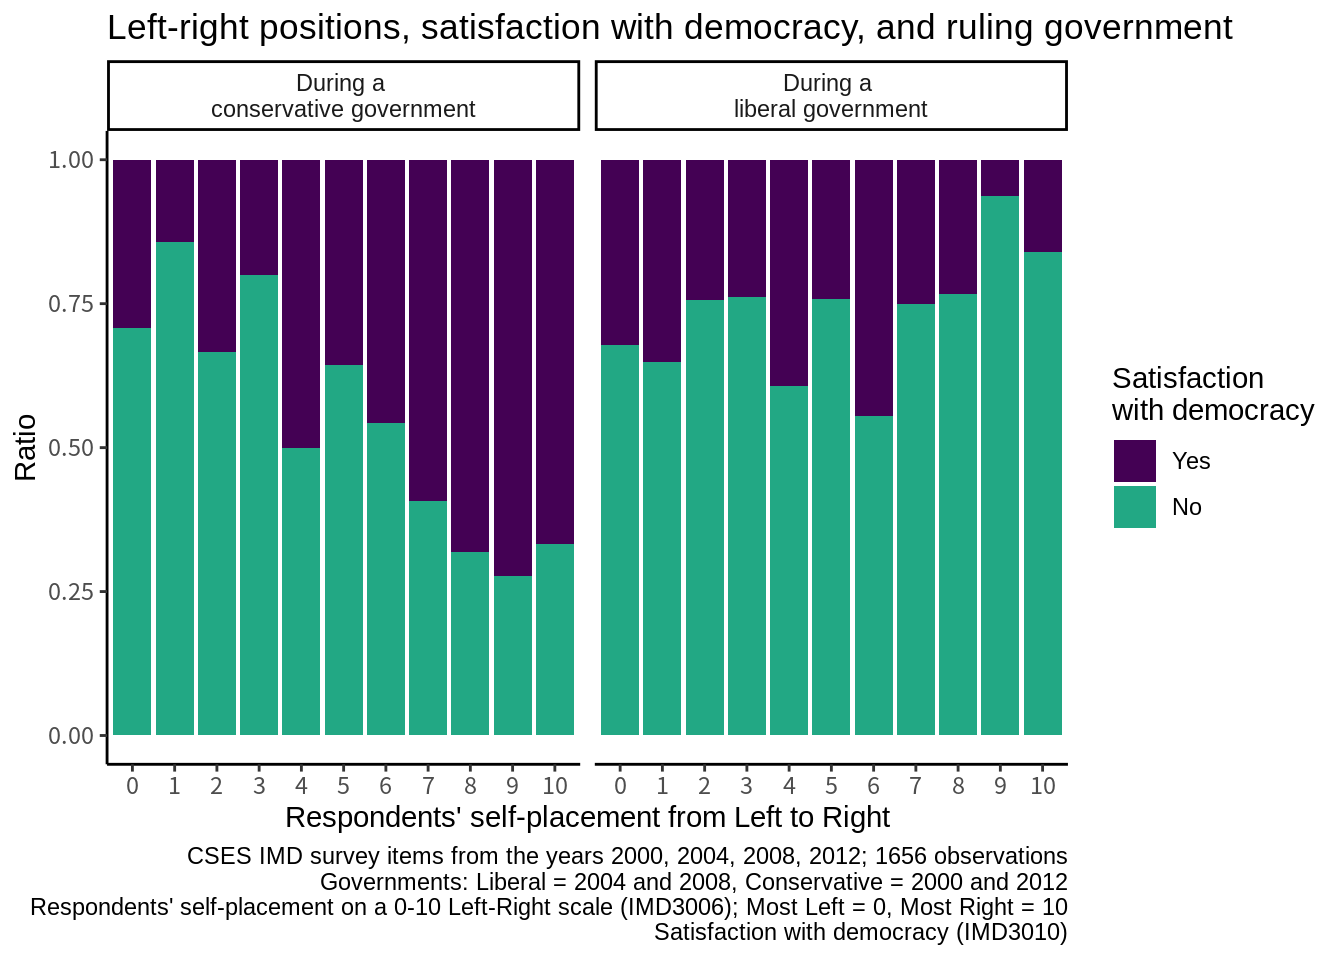 Left-right positions, satisfaction with democracy, and ruling government
During a
conservative government
During a
liberal government
1.00
0.75
0.50
0.25
0.00
Ratio
0 1 2 3 4 5 6 7 8 9 10
0 1 2 3 4 5 6 7 8 9 10
Respondents' self-placement from Left to Right
Satisfaction
with democracy
Yes
No
CSES IMD survey items from the years 2000, 2004, 2008, 2012; 1656 observations
Governments: Liberal = 2004 and 2008, Conservative = 2000 and 2012
Respondents' self-placement on a 0-10 Left-Right scale (IMD3006); Most Left = 0, Most Right = 10
Satisfaction with democracy (IMD3010)